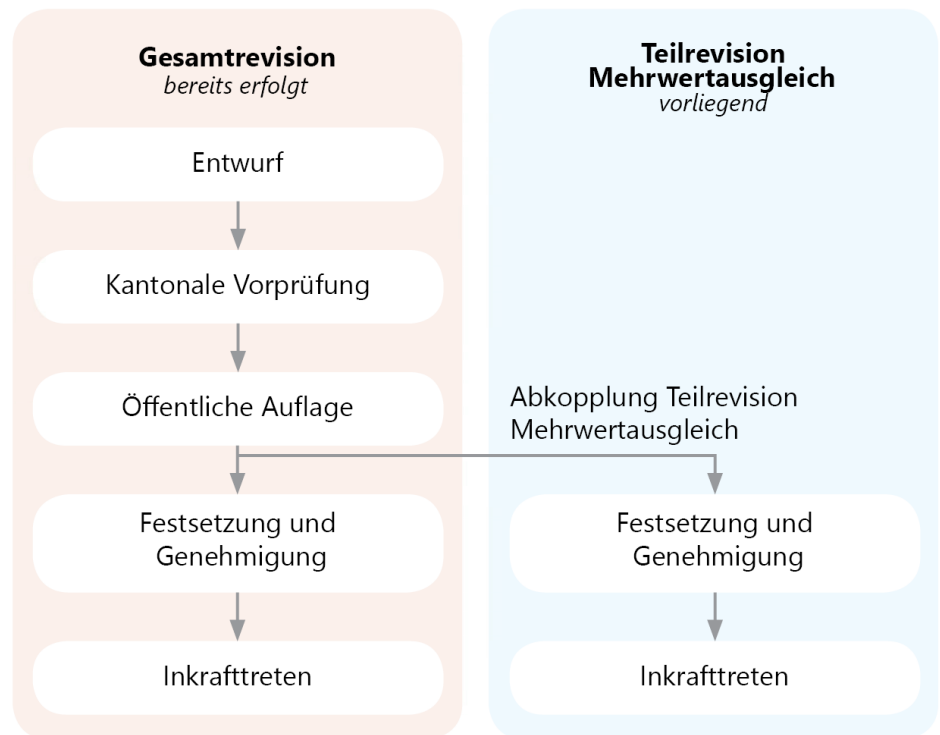 Gesamtrevision
bereits erfolgt
Entwurf
Kantonale Vorprüfung
Öffentliche Auflage
Festsetzung und
Genehmigung
Inkrafttreten
Teilrevision
Mehrwertausgleich
vorliegend
Abkopplung Teilrevision
Mehrwertausgleich
Festsetzung und
Genehmigung
Inkrafttreten